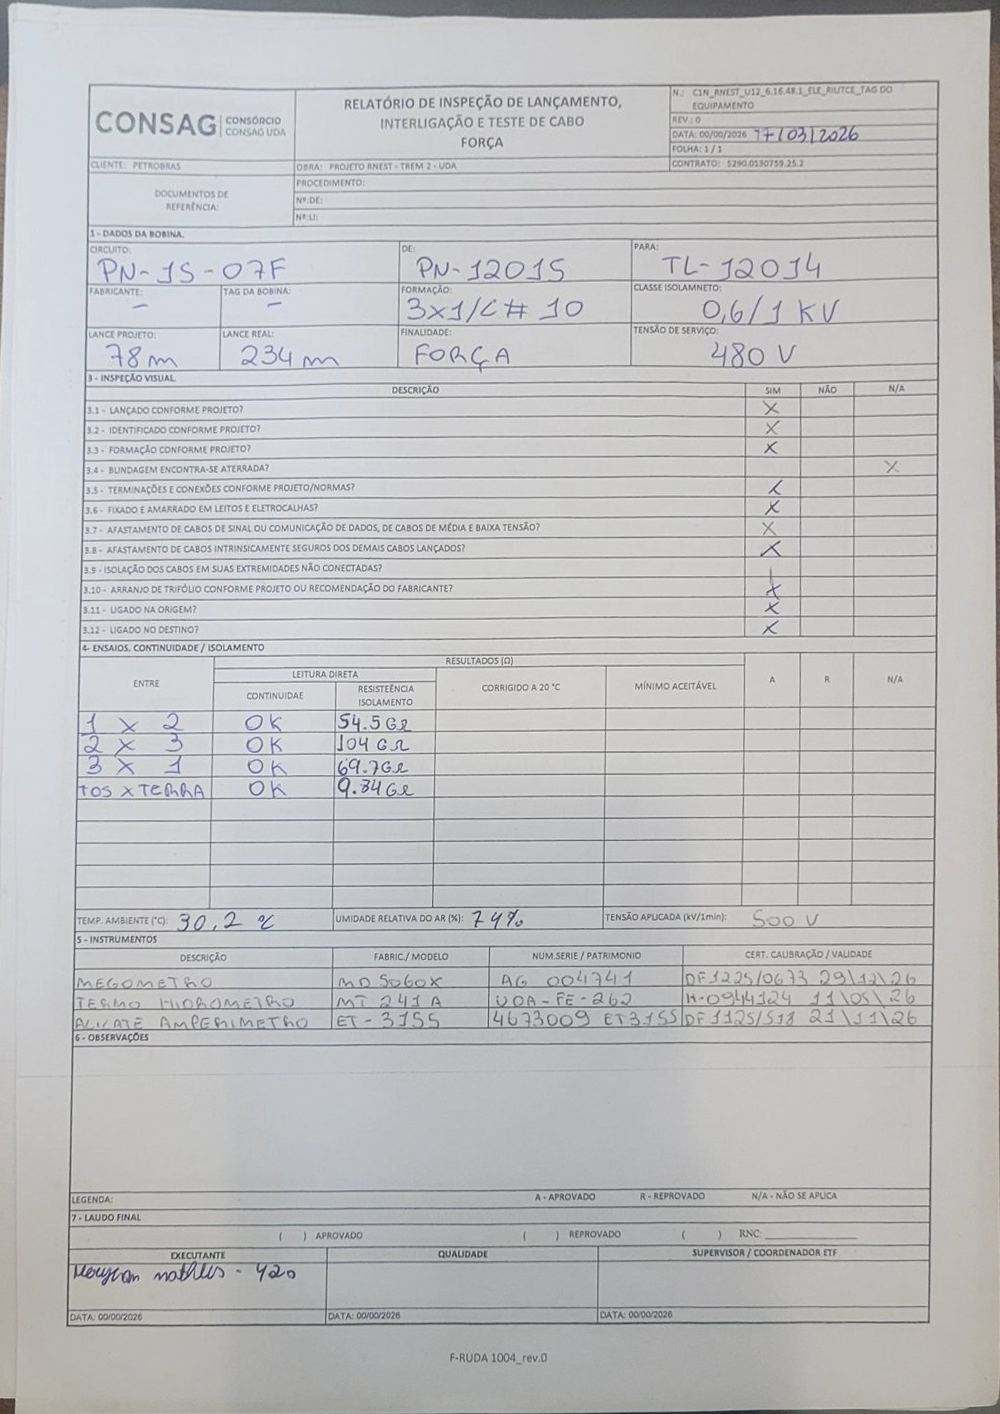 CONSAG CONSÓRCIO CONSAG UDA
RELATÓRIO DE INSPEÇÃO DE LANÇAMENTO, INTERLIGAÇÃO E TESTE DE CABO FORÇA
N.: C1N_RNEST_U12_6.16.48.1_ELE_RIUTCE_TAG DO EQUIPAMENTO
REV.: 0
DATA: 00/00/2026 17/03/2026
FOLHA: 1 / 1
CLIENTE: PETROBRAS OBRA: PROJETO RNEST - TREM 2 - UDA CONTRATO: 5290.0130759.25.2
DOCUMENTOS DE REFERÊNCIA:
PROCEDIMENTO:
Nº:DE:
Nº:LI:
1 - DADOS DA BOBINA.
CIRCUITO: DE: PARA:
PN-1S-07F PN-1201S TL-12014
FABRICANTE: TAG DA BOBINA: FORMAÇÃO: CLASSE ISOLAMNETO:
- - 3x1/C# 10 0,6/1 KV
LANCE PROJETO: LANCE REAL: FINALIDADE: TENSÃO DE SERVIÇO:
78m 234m FORÇA 480 V
3 - INSPEÇÃO VISUAL
DESCRIÇÃO SIM NÃO N/A
3.1 - LANÇADO CONFORME PROJETO? X
3.2 - IDENTIFICADO CONFORME PROJETO? X
3.3 - FORMAÇÃO CONFORME PROJETO? X
3.4 - BLINDAGEM ENCONTRA-SE ATERRADA? X
3.5 - TERMINAÇÕES E CONEXÕES CONFORME PROJETO/NORMAS? X
3.6 - FIXADO E AMARRADO EM LEITOS E ELETROCALHAS? X
3.7 - AFASTAMENTO DE CABOS DE SINAL OU COMUNICAÇÃO DE DADOS, DE CABOS DE MÉDIA E BAIXA TENSÃO? X
3.8 - AFASTAMENTO DE CABOS INTRINSICAMENTE SEGUROS DOS DEMAIS CABOS LANÇADOS? X
3.9 - ISOLAÇÃO DOS CABOS EM SUAS EXTREMIDADES NÃO CONECTADAS?
3.10 - ARRANJO DE TRIFÓLIO CONFORME PROJETO OU RECOMENDAÇÃO DO FABRICANTE? X
3.11 - LIGADO NA ORIGEM? X
3.12 - LIGADO NO DESTINO? X
4- ENSAIOS, CONTINUIDADE / ISOLAMENTO
ENTRE RESULTADOS (Ω) A R N/A
LEITURA DIRETA CORRIGIDO A 20 °C MÍNIMO ACEITÁVEL
CONTINUIDAE RESISTEÊNCIA ISOLAMENTO
1 X 2 OK 54.5GΩ
2 X 3 OK 104 GΩ
3 X 1 OK 69.7GΩ
TOS X TERRA OK 9.84GΩ
TEMP. AMBIENTE (°C): 30,2 °C UMIDADE RELATIVA DO AR (%): 74% TENSÃO APLICADA (kV/1min): 500 V
5 - INSTRUMENTOS
DESCRIÇÃO FABRIC./ MODELO NUM.SERIE / PATRIMONIO CERT. CALIBRAÇÃO / VALIDADE
MEGOMETRO MD 5060X AG 004741 DF1225/0673 29\12\26
TERMO HIDROMETRO MT 241 A UDA-FE-262 H-0944124 11\05\26
ALICATE AMPERIMETRO ET-3155 4673009 ET3155 DF1125/518 21\11\26
6 - OBSERVAÇÕES
LEGENDA: A - APROVADO R - REPROVADO N/A - NÃO SE APLICA
7 - LAUDO FINAL
( ) APROVADO ( ) REPROVADO ( ) RNC:
EXECUTANTE QUALIDADE SUPERVISOR / COORDENADOR ETF
420
DATA: 00/00/2026 DATA: 00/00/2026 DATA: 00/00/2026
F-RUDA 1004_rev.0